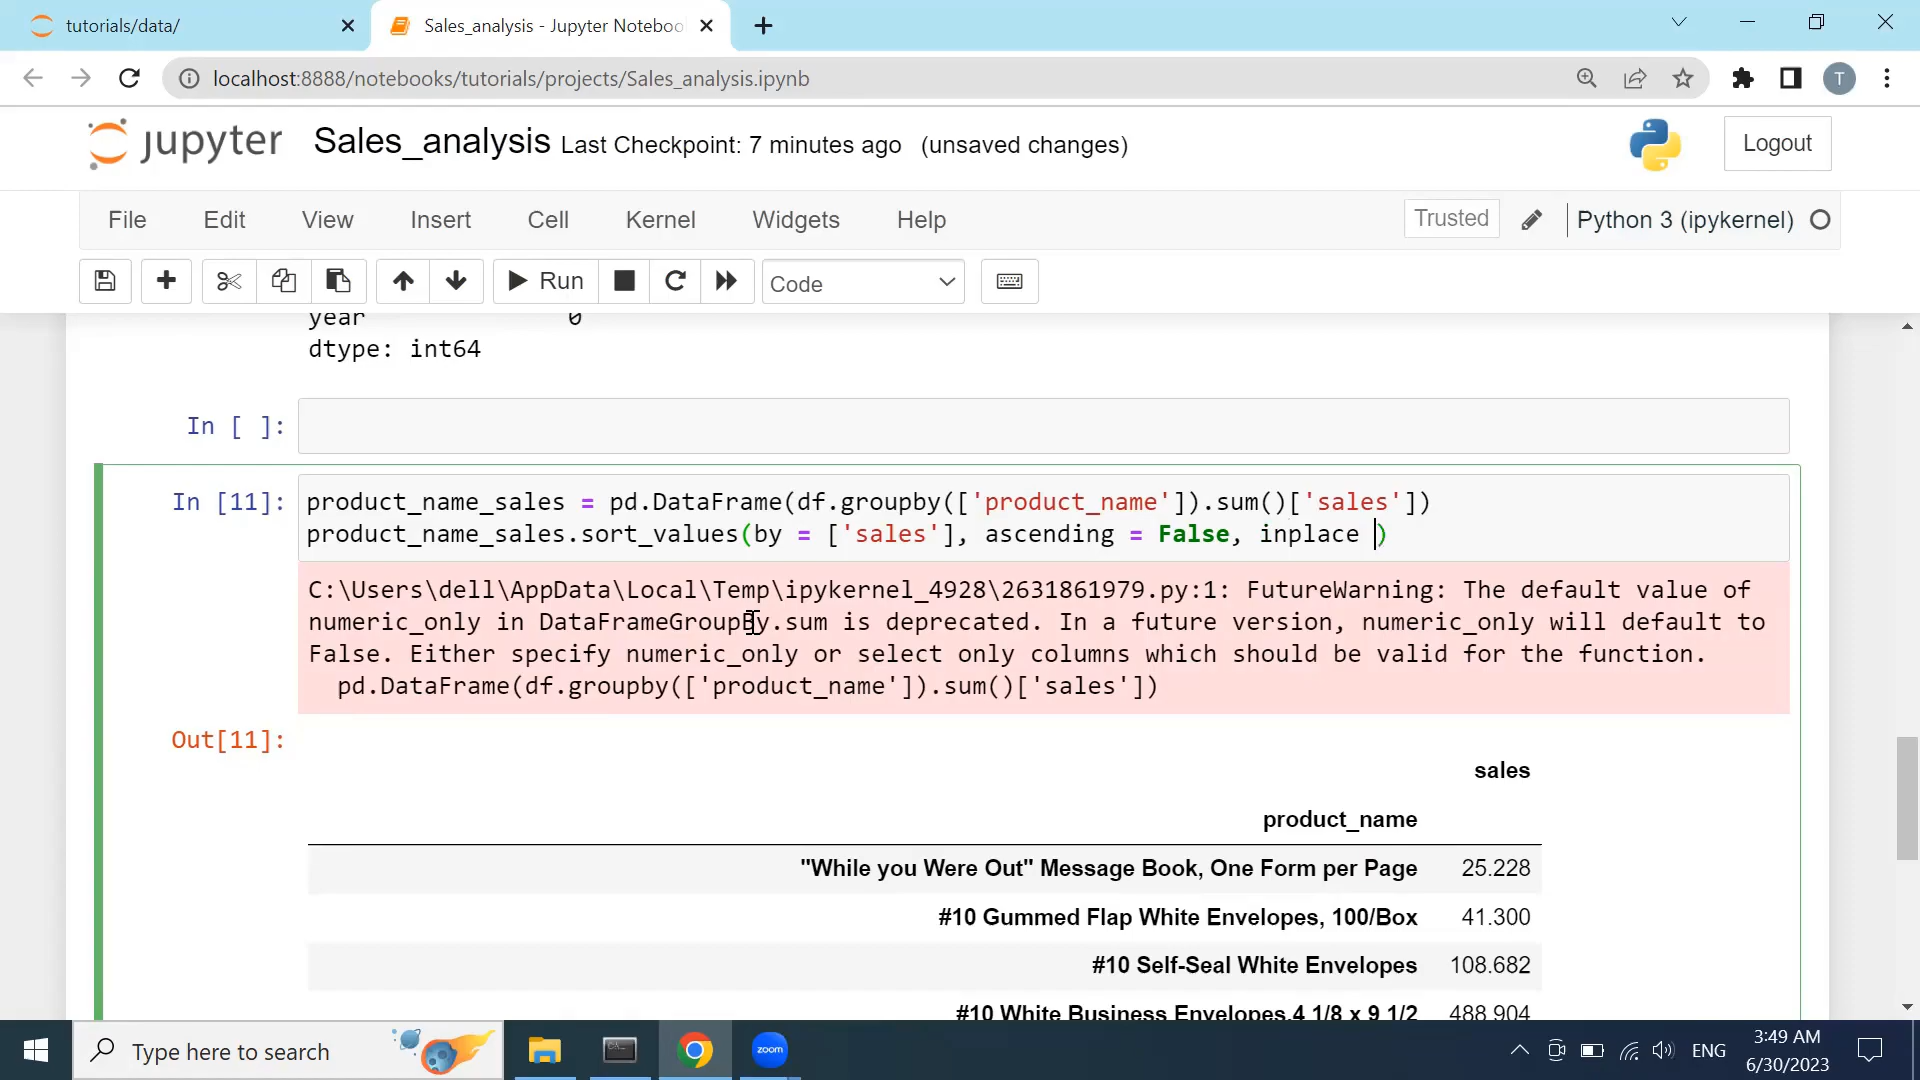 tutorials/data/
Sales_analysis - Jupyter Noteboo
localhost:8888/notebooks/tutorials/projects/Sales_analysis.ipynb
T
jupyter Sales_analysis Last Checkpoint: 7 minutes ago (unsaved changes)
Logout
File Edit View Insert Cell Kernel Widgets Help
Trusted
Python 3 (ipykernel)
Run
Code
year 0
dtype: int64
In [ ]:
In [11]:
product_name_sales = pd.DataFrame(df.groupby(['product_name']).sum()['sales'])
product_name_sales.sort_values(by = ['sales'], ascending = False, inplace )
C:\Users\dell\AppData\Local\Temp\ipykernel_4928\2631861979.py:1: FutureWarning: The default value of
numeric_only in DataFrameGroupBy.sum is deprecated. In a future version, numeric_only will default to
False. Either specify numeric_only or select only columns which should be valid for the function.
pd.DataFrame(df.groupby(['product_name']).sum()['sales'])
Out[11]:
sales
product_name
"While you Were Out" Message Book, One Form per Page 25.228
#10 Gummed Flap White Envelopes, 100/Box 41.300
#10 Self-Seal White Envelopes 108.682
#10 White Business Envelopes,4 1/8 x 9 1/2 488.904
Type here to search
zoom
ENG
3:49 AM
6/30/2023